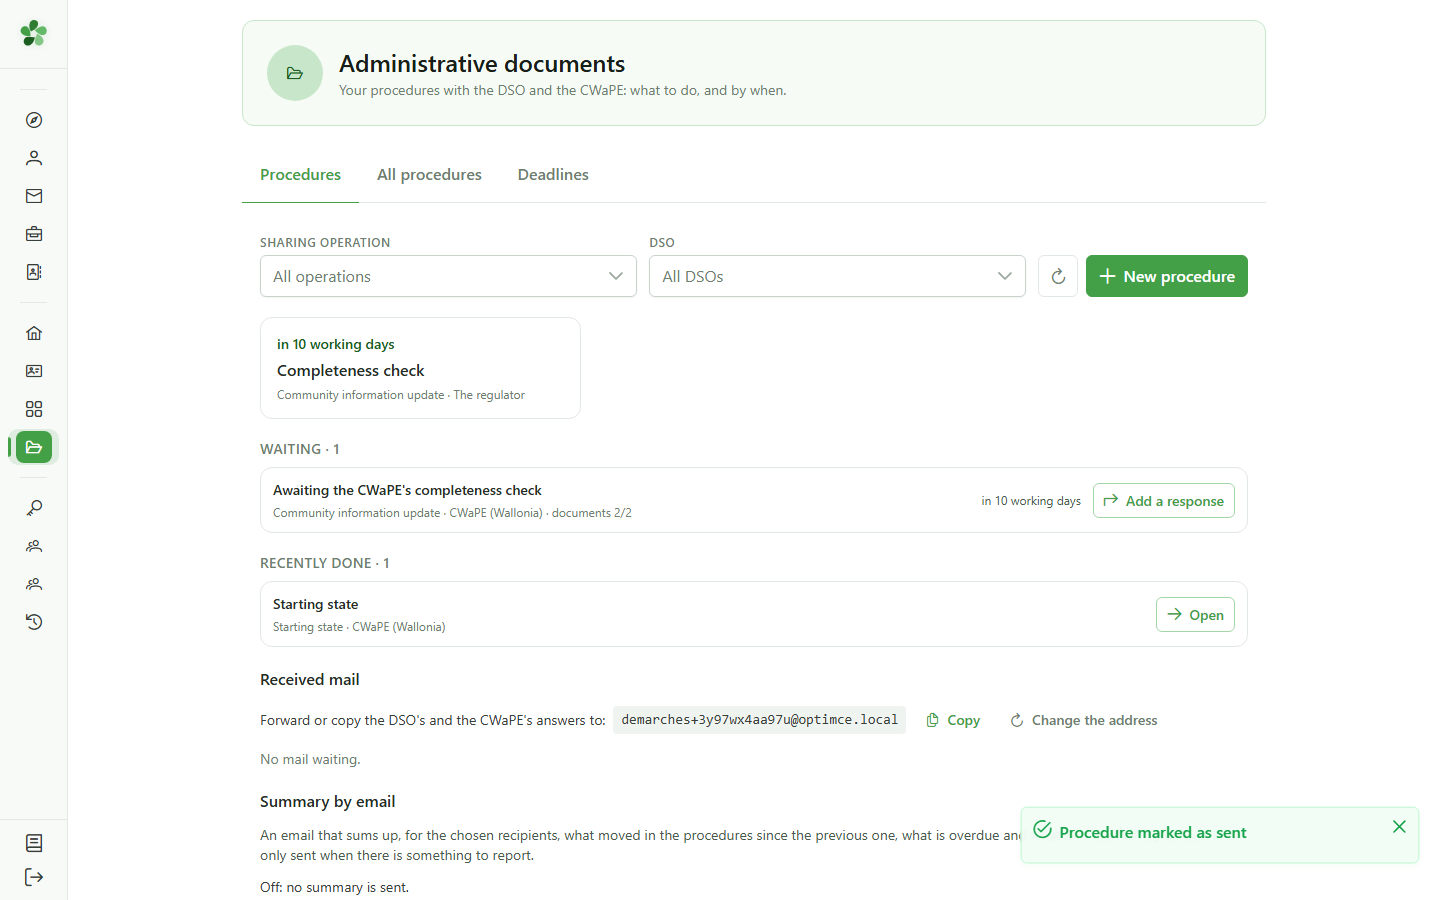 Administrative documents
Your procedures with the DSO and the CWaPE: what to do, and by when.
Procedures
All procedures
Deadlines
SHARING OPERATION
DSO
All operations
All DSOs
New procedure
in 10 working days
Completeness check
Community information update · The regulator
WAITING · 1
Awaiting the CWaPE's completeness check
Community information update · CWaPE (Wallonia) · documents 2/2
in 10 working days
Add a response
RECENTLY DONE · 1
Starting state
Starting state · CWaPE (Wallonia)
Open
Received mail
Forward or copy the DSO's and the CWaPE's answers to: demarches+3y97wx4aa97u@optimce.local
Copy
Change the address
No mail waiting.
Summary by email
An email that sums up, for the chosen recipients, what moved in the procedures since the previous one, what is overdue
only sent when there is something to report.
Off: no summary is sent.
Procedure marked as sent